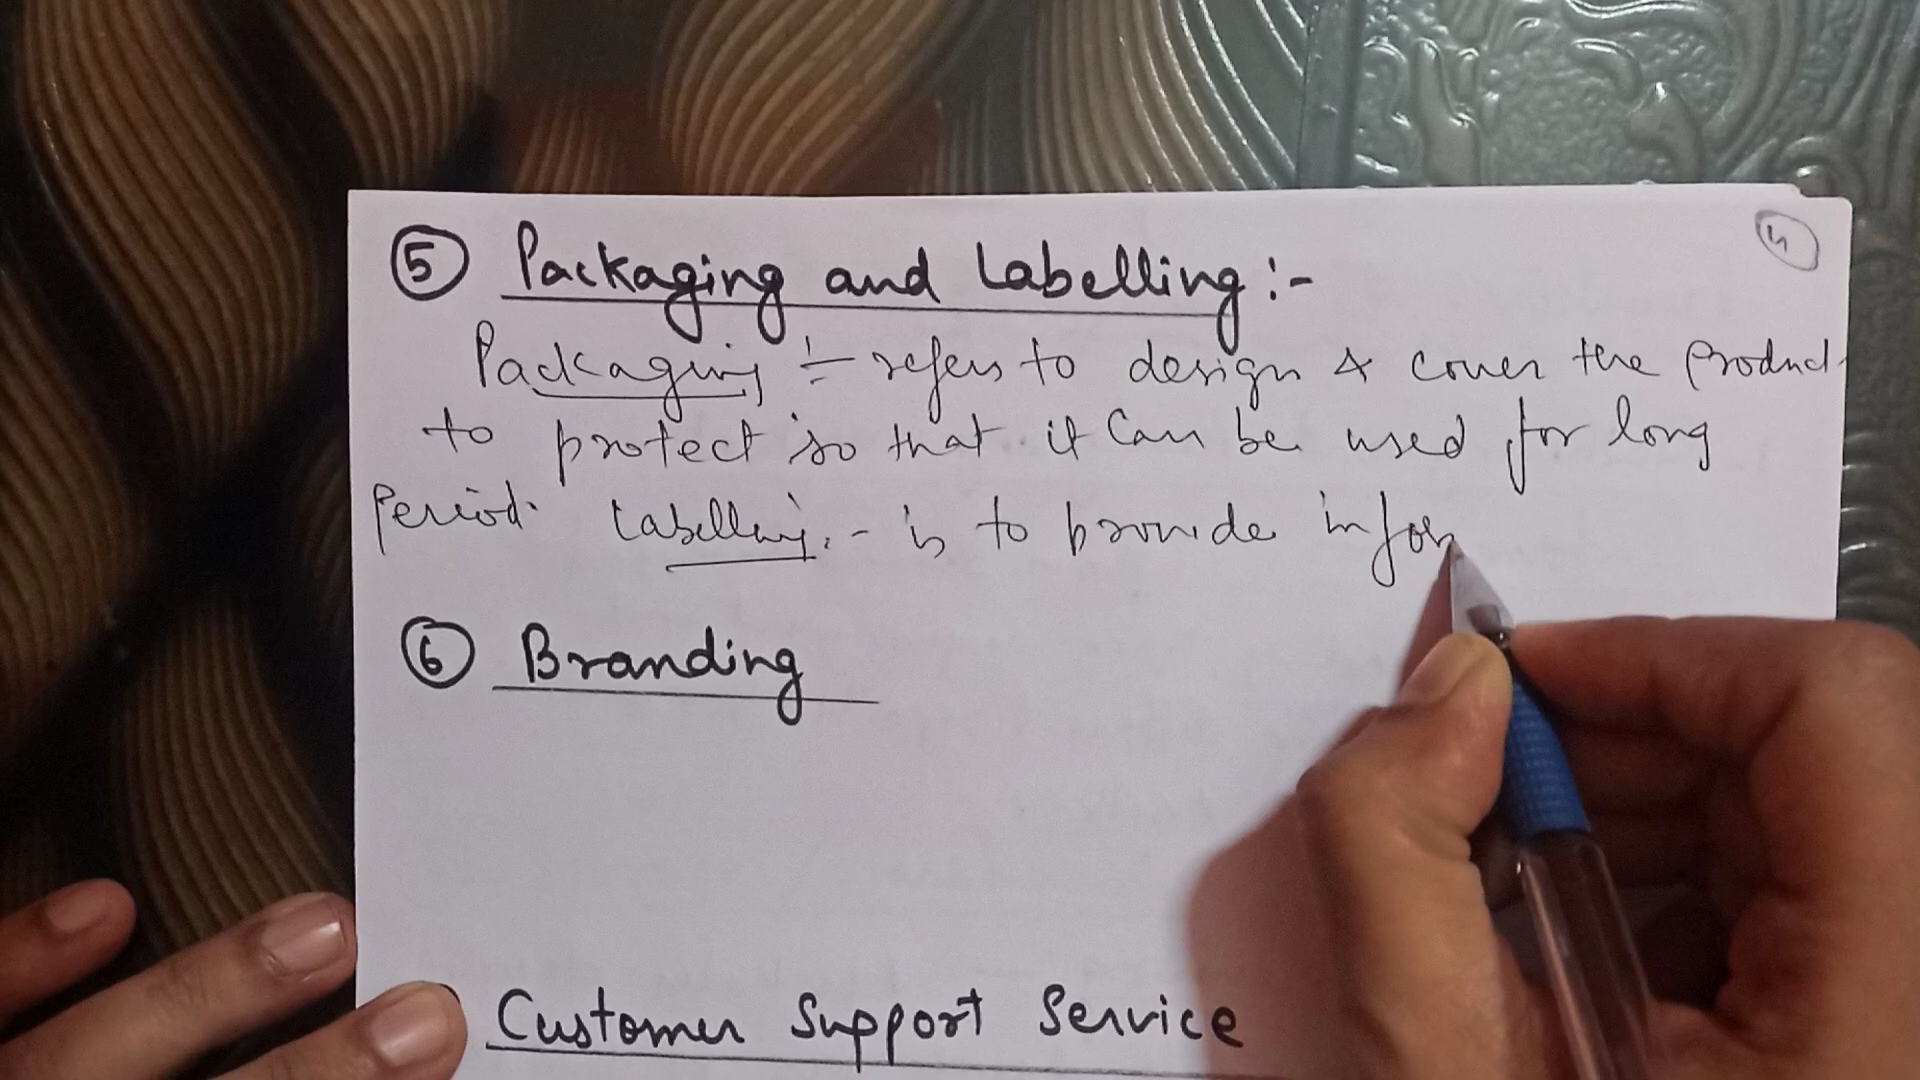 4
⑤ Packaging and Labelling :-
Packaging :- refers to design & cover the product
to protect so that it can be used for long
Period. Labelling :- is to provide infor
⑥ Branding
Customer Support Service